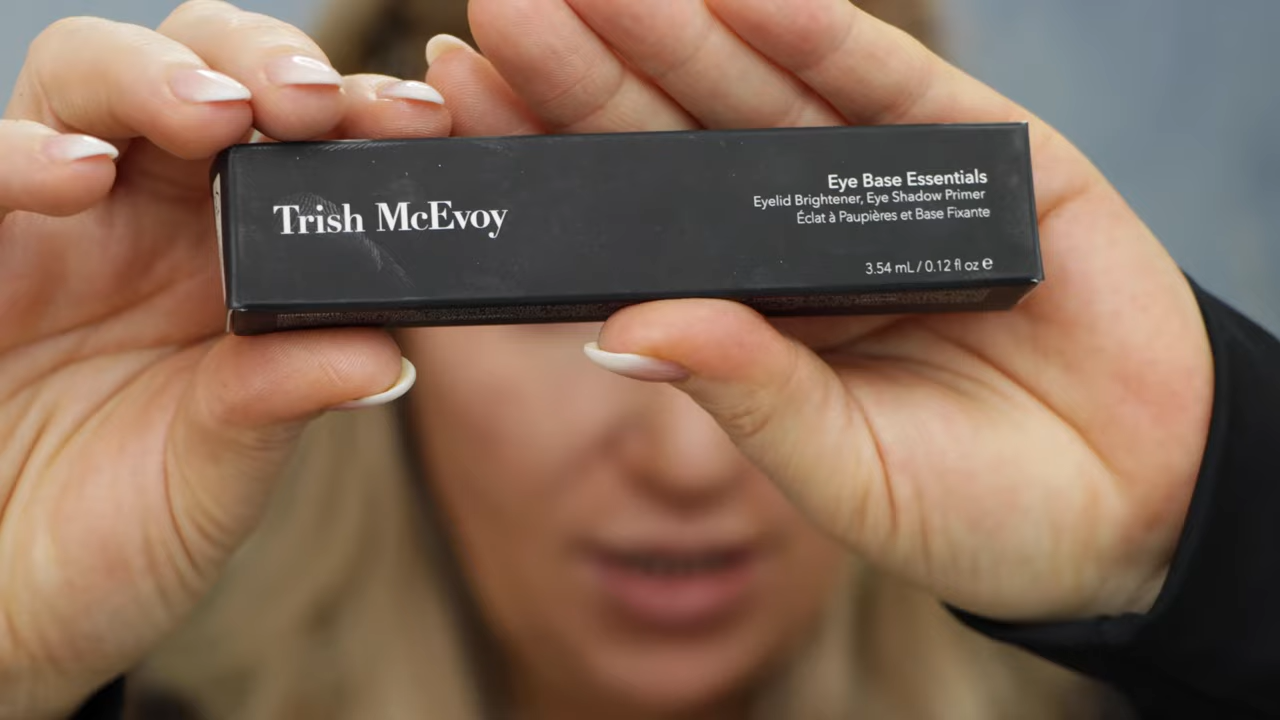 Trish McEvoy
Eye Base Essentials
Eyelid Brightener, Eye Shadow Primer
Éclat à Paupières et Base Fixante
3.54 mL / 0.12 fl oz ℮